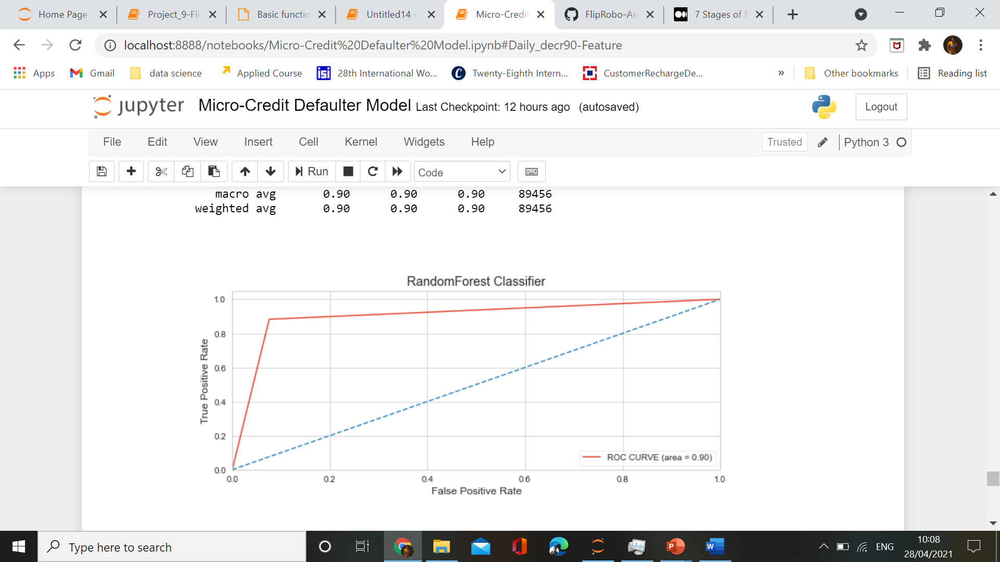 Home Page
Project_9-Fli
Basic functio
Untitled14 -
Micro-Credit
FlipRobo-Ass
7 Stages of M
localhost:8888/notebooks/Micro-Credit%20Defaulter%20Model.ipynb#Daily_decr90-Feature
Apps
Gmail
data science
Applied Course
28th International Wo...
Twenty-Eighth Intern...
CustomerRechargeDe...
»
Other bookmarks
Reading list
jupyter
Micro-Credit Defaulter Model Last Checkpoint: 12 hours ago (autosaved)
Logout
File Edit View Insert Cell Kernel Widgets Help
Trusted
Python 3
Run
Code
macro avg 0.90 0.90 0.90 89456
weighted avg 0.90 0.90 0.90 89456
RandomForest Classifier
1.0
0.8
0.6
0.4
0.2
0.0
True Positive Rate
ROC CURVE (area = 0.90)
0.0 0.2 0.4 0.6 0.8 1.0
False Positive Rate
Type here to search
ENG
10:08
28/04/2021